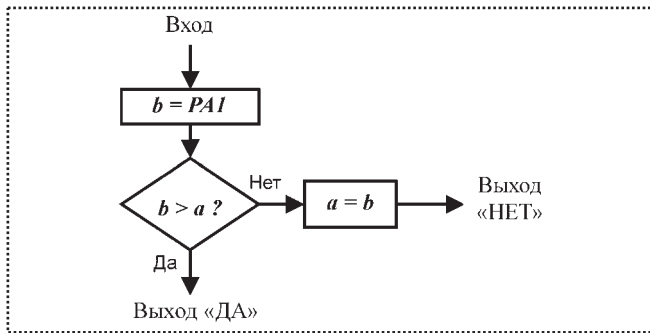 Вход
b = PA1
b > a ?
Нет
a = b
Выход
«НЕТ»
Да
Выход «ДА»